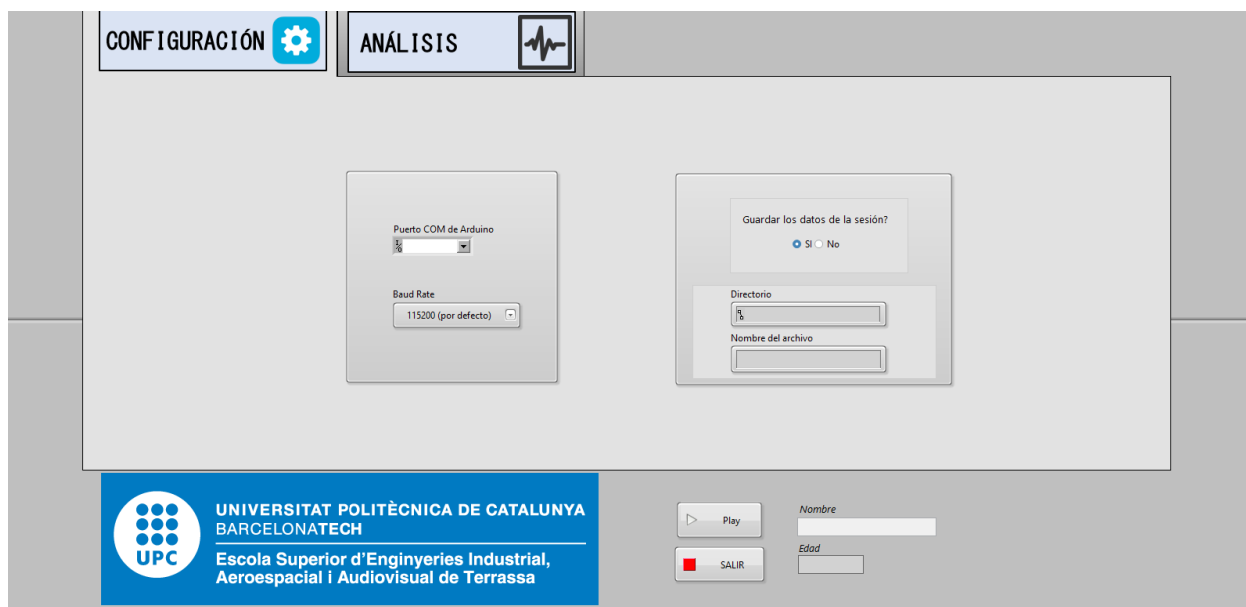 CONFIGURACIÓN
ANÁLISIS
Puerto COM de Arduino
Baud Rate
115200 (por defecto)
Guardar los datos de la sesión?
SI No
Directorio
Nombre del archivo
UPC
UNIVERSITAT POLITÈCNICA DE CATALUNYA
BARCELONATECH
Escola Superior d'Enginyeries Industrial,
Aeroespacial i Audiovisual de Terrassa
Play
SALIR
Nombre
Edad